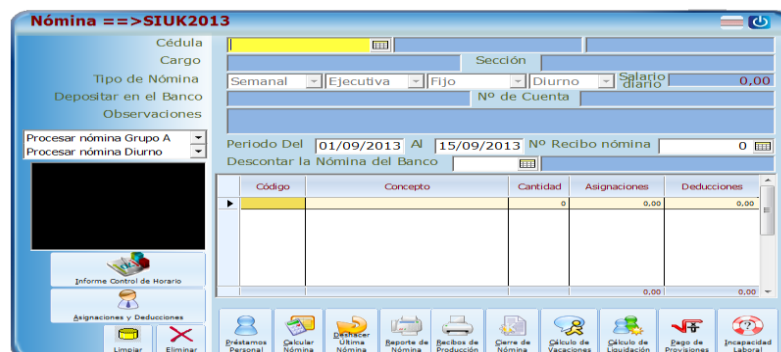 Nómina ==>SIUK2013
Cédula
Cargo Sección
Tipo de Nómina Semanal Ejecutiva Fijo Diurno Salario diario 0,00
Depositar en el Banco Nº de Cuenta
Observaciones
Procesar nómina Grupo A
Procesar nómina Diurno
Periodo Del 01/09/2013 Al 15/09/2013 Nº Recibo nómina 0
Descontar la Nómina del Banco
Código Concepto Cantidad Asignaciones Deducciones
0 0,00 0,00
0,00 0,00
Informe Control de Horario
Asignaciones y Deducciones
Limpiar Eliminar
Préstamos Personal
Calcular Nómina
Deshacer Última Nómina
Reporte de Nómina
Recibos de Producción
Cierre de Nómina
Cálculo de Vacaciones
Cálculo de Liquidación
Pago de Provisiones
Incapacidad Laboral